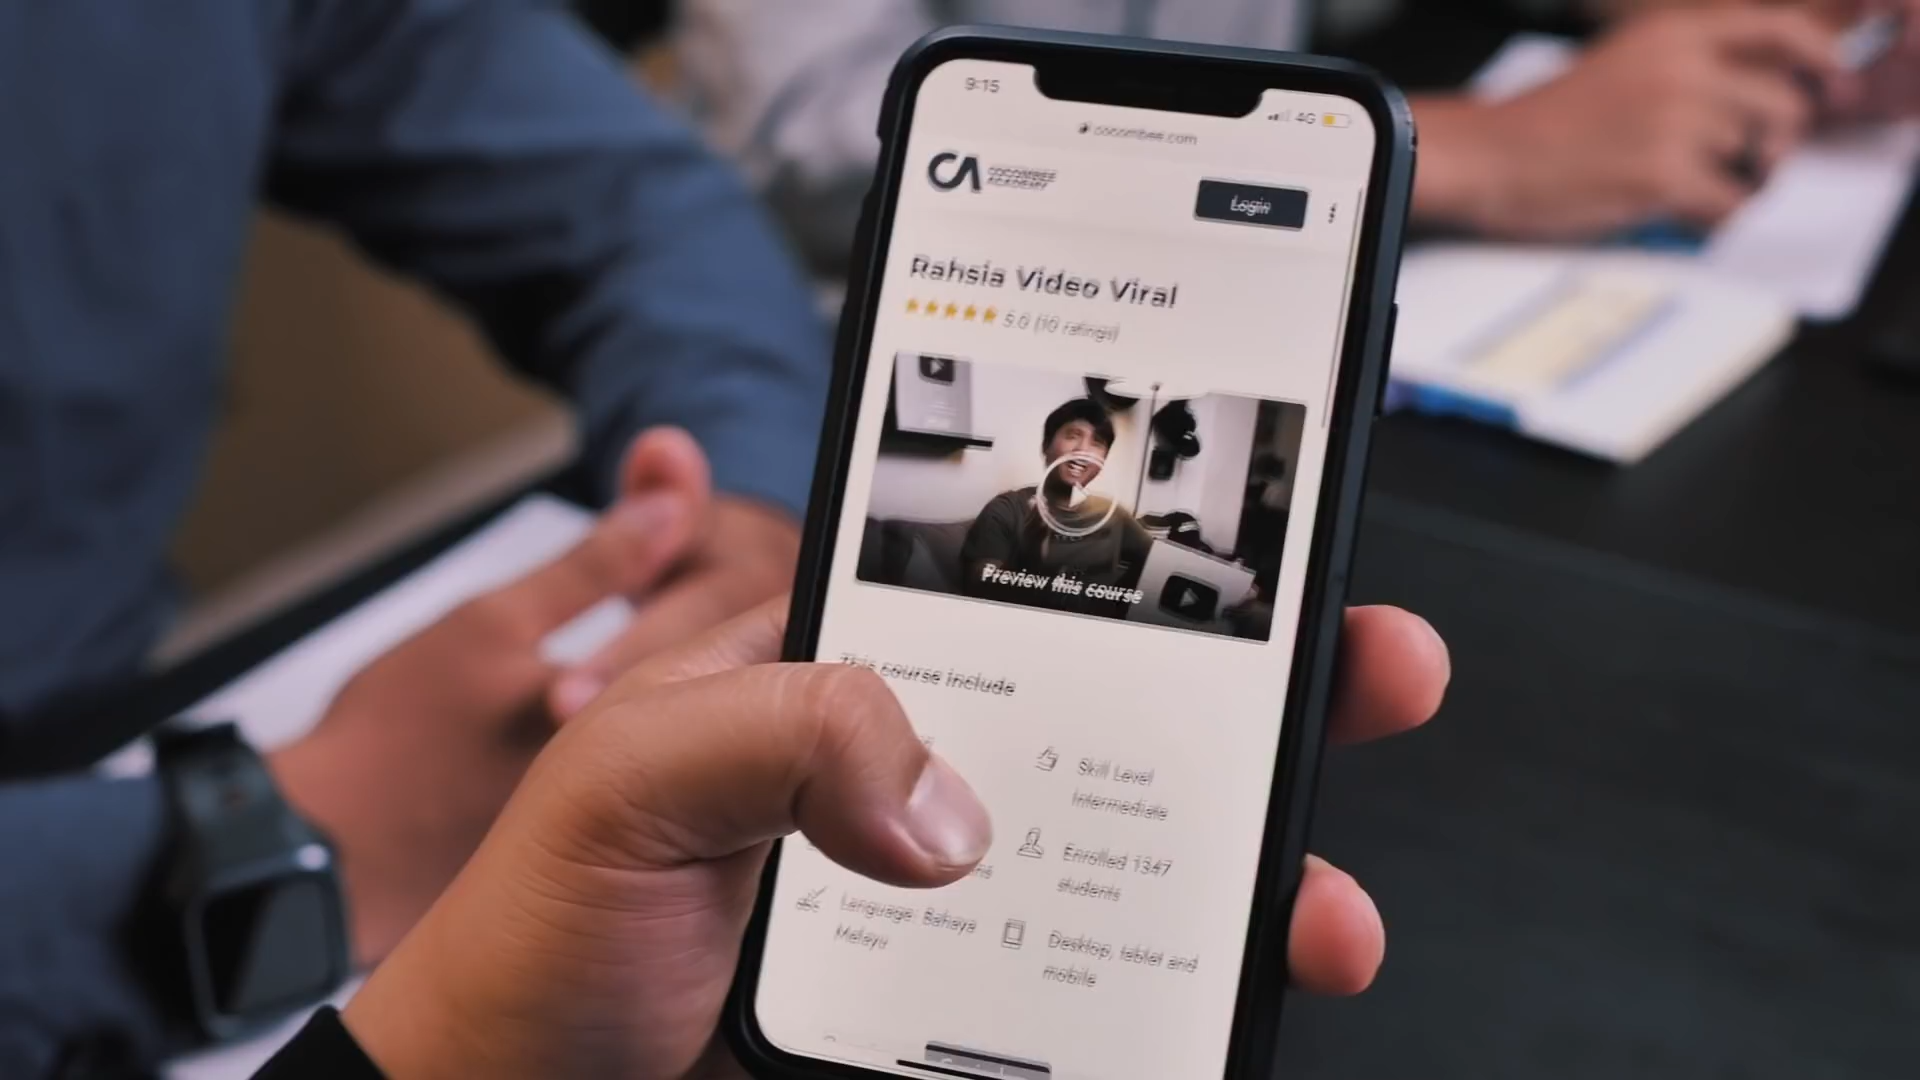 9:15
4G
cocombee.com
CA COCOMBEE
ACADEMY
Login
Rahsia Video Viral
5.0 (10 ratings)
Preview this course
This course include
Skill Level
Intermediate
Enrolled 1347
students
Language: Bahaya
Melayu
Desktop, tablet and
mobile